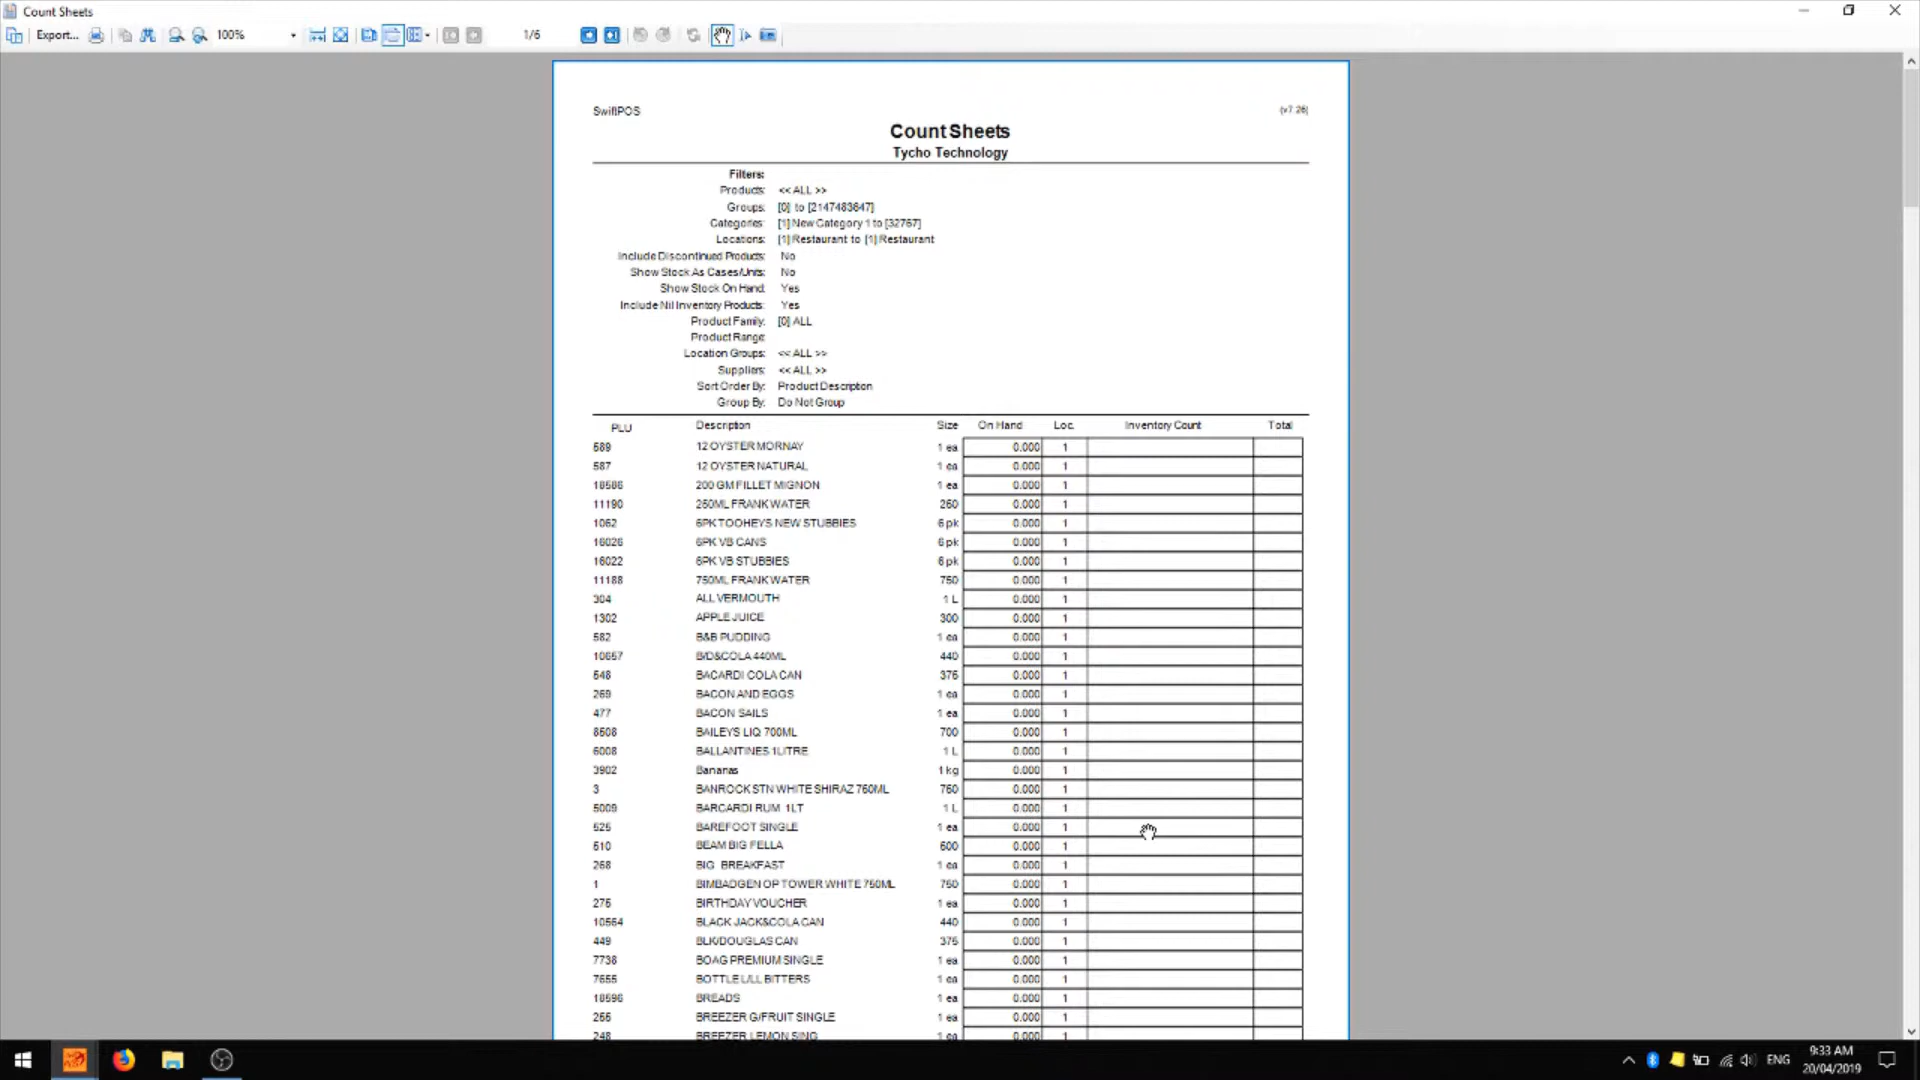 Count Sheets
Export... 100% 1/6
SwiftPOS (v7.26)
Count Sheets
Tycho Technology
Filters:
Products: << ALL >>
Groups: [0] to [2147483647]
Categories: [1] New Category 1 to [32767]
Locations: [1] Restaurant to [1] Restaurant
Include Discontinued Products: No
Show Stock As Cases/Units: No
Show Stock On Hand: Yes
Include Nil Inventory Products: Yes
Product Family: [0] ALL
Product Range:
Location Groups: << ALL >>
Suppliers: << ALL >>
Sort Order By: Product Description
Group By: Do Not Group
PLU Description Size On Hand Loc. Inventory Count Total
589 12 OYSTER MORNAY 1 ea 0.000 1
587 12 OYSTER NATURAL 1 ea 0.000 1
18586 200 GM FILLET MIGNON 1 ea 0.000 1
11190 250ML FRANK WATER 250 0.000 1
1062 6PK TOOHEYS NEW STUBBIES 6 pk 0.000 1
16026 6PK VB CANS 6 pk 0.000 1
16022 6PK VB STUBBIES 6 pk 0.000 1
11188 750ML FRANK WATER 750 0.000 1
304 ALL VERMOUTH 1 L 0.000 1
1302 APPLE JUICE 300 0.000 1
582 B&B PUDDING 1 ea 0.000 1
10657 B/D&COLA 440ML 440 0.000 1
548 BACARDI COLA CAN 375 0.000 1
269 BACON AND EGGS 1 ea 0.000 1
477 BACON SAILS 1 ea 0.000 1
8508 BAILEYS LIQ 700ML 700 0.000 1
6008 BALLANTINES 1LITRE 1 L 0.000 1
3902 Bananas 1 kg 0.000 1
3 BANROCK STN WHITE SHIRAZ 750ML 750 0.000 1
5009 BARCARDI RUM 1LT 1 L 0.000 1
525 BAREFOOT SINGLE 1 ea 0.000 1
510 BEAM BIG FELLA 600 0.000 1
268 BIG BREAKFAST 1 ea 0.000 1
1 BIMBADGEN OP TOWER WHITE 750ML 750 0.000 1
275 BIRTHDAY VOUCHER 1 ea 0.000 1
10564 BLACK JACK&COLA CAN 440 0.000 1
449 BLK/DOUGLAS CAN 375 0.000 1
7738 BOAG PREMIUM SINGLE 1 ea 0.000 1
7655 BOTTLE L/L BITTERS 1 ea 0.000 1
18596 BREADS 1 ea 0.000 1
255 BREEZER G/FRUIT SINGLE 1 ea 0.000 1
248 BREEZER LEMON SING 1 ea 0.000 1
ENG 9:33 AM
20/04/2019